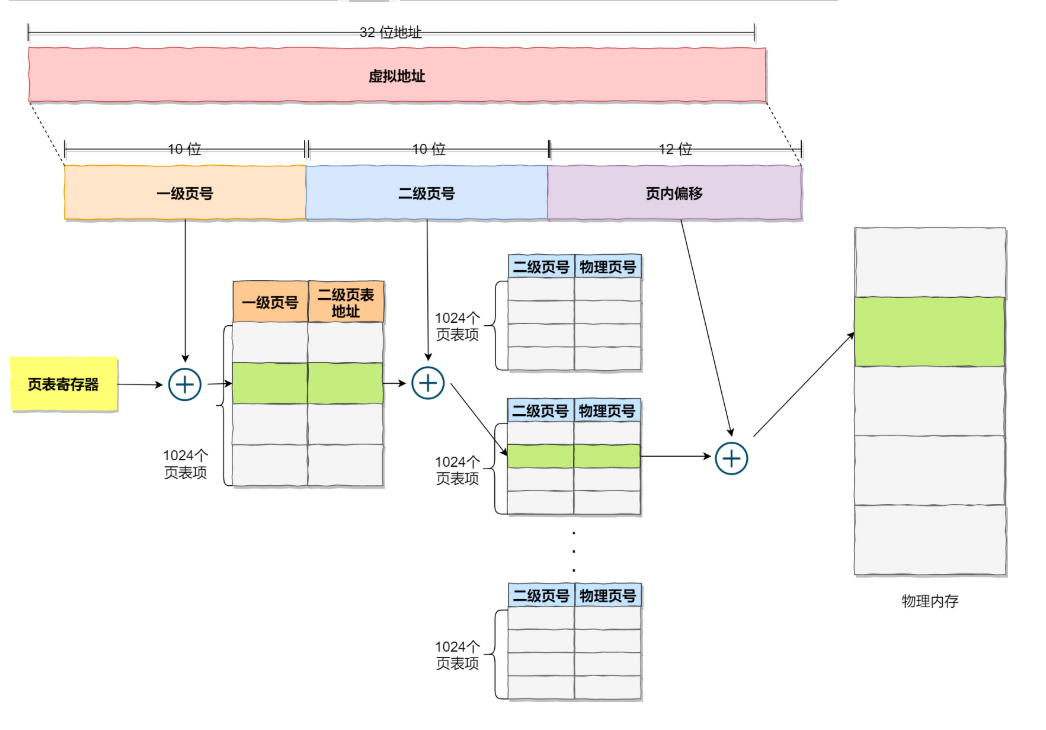 32 位地址
虚拟地址
10 位
10 位
12 位
一级页号
二级页号
页内偏移
二级页号
物理页号
一级页号
二级页表
地址
1024个
页表项
页表寄存器
二级页号
物理页号
1024个
页表项
1024个
页表项
.
.
.
二级页号
物理页号
物理内存
1024个
页表项